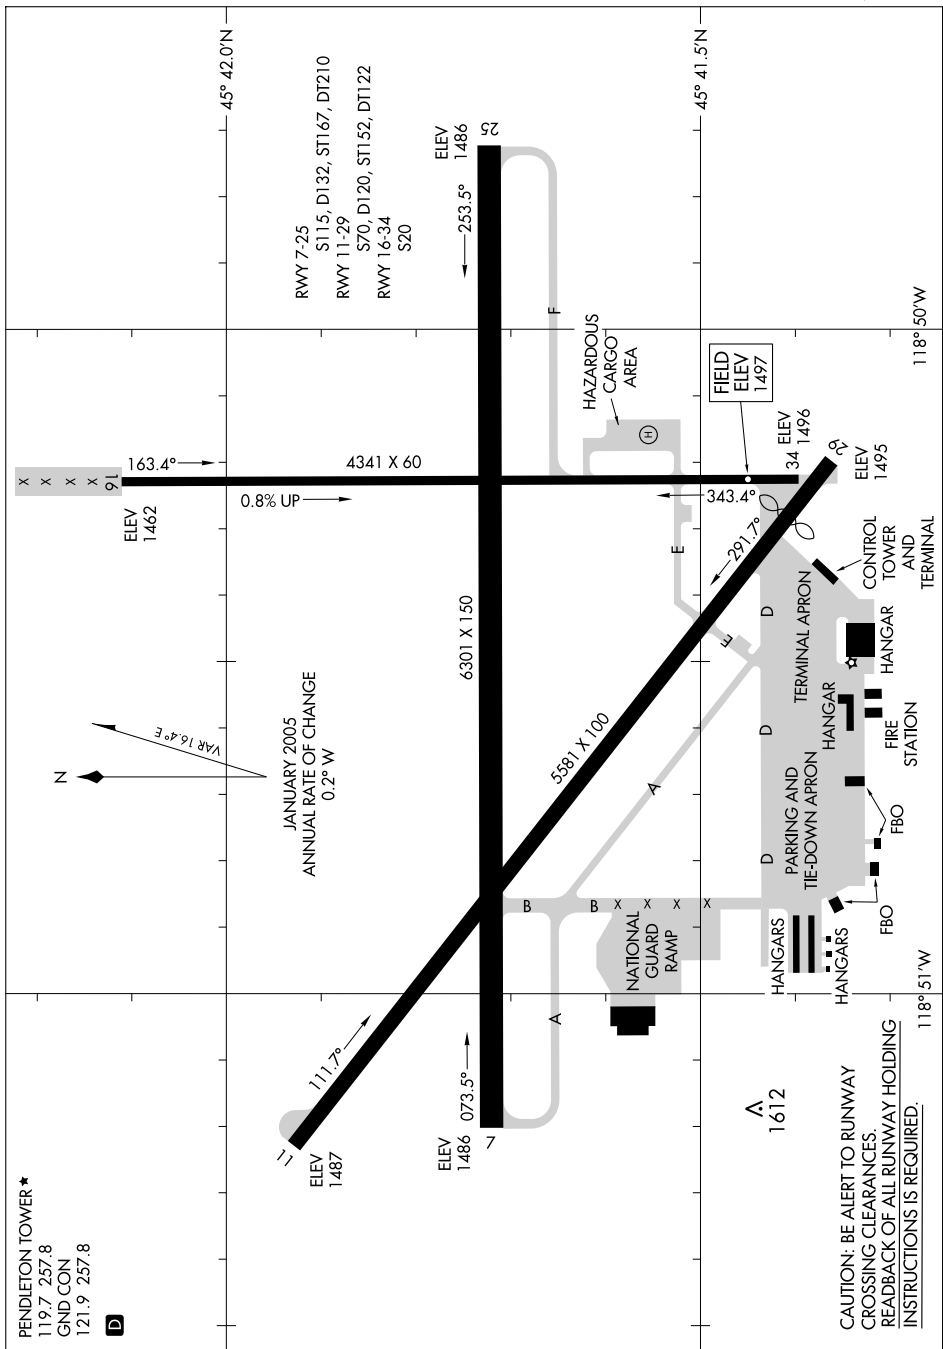 PENDLETON TOWER★
119.7 257.8
GND CON
121.9 257.8
D
CAUTION: BE ALERT TO RUNWAY
CROSSING CLEARANCES.
READBACK OF ALL RUNWAY HOLDING
INSTRUCTIONS IS REQUIRED.
1612
11
ELEV
1487
111.7°
7
ELEV
1486
073.5°
A
NATIONAL
GUARD
RAMP
HANGARS
HANGARS
118° 51'W
B
B
X
X
X
X
FBO
FBO
D
PARKING AND
TIE-DOWN APRON
A
5581 X 100
JANUARY 2005
ANNUAL RATE OF CHANGE
0.2° W
VAR 16.4° E
N
6301 X 150
D
HANGAR
FIRE
STATION
TERMINAL APRON
HANGAR
D
CONTROL
TOWER
AND
TERMINAL
E
E
291.7°
343.4°
29
ELEV
1495
34
ELEV
1496
FIELD
ELEV
1497
0.8% UP
4341 X 60
163.4°
ELEV
1462
16
X
X
X
X
H
HAZARDOUS
CARGO
AREA
F
118° 50'W
RWY 7-25
S115, D132, ST167, DT210
RWY 11-29
S70, D120, ST152, DT122
RWY 16-34
S20
253.5°
ELEV
1486
25
45° 42.0'N
45° 41.5'N